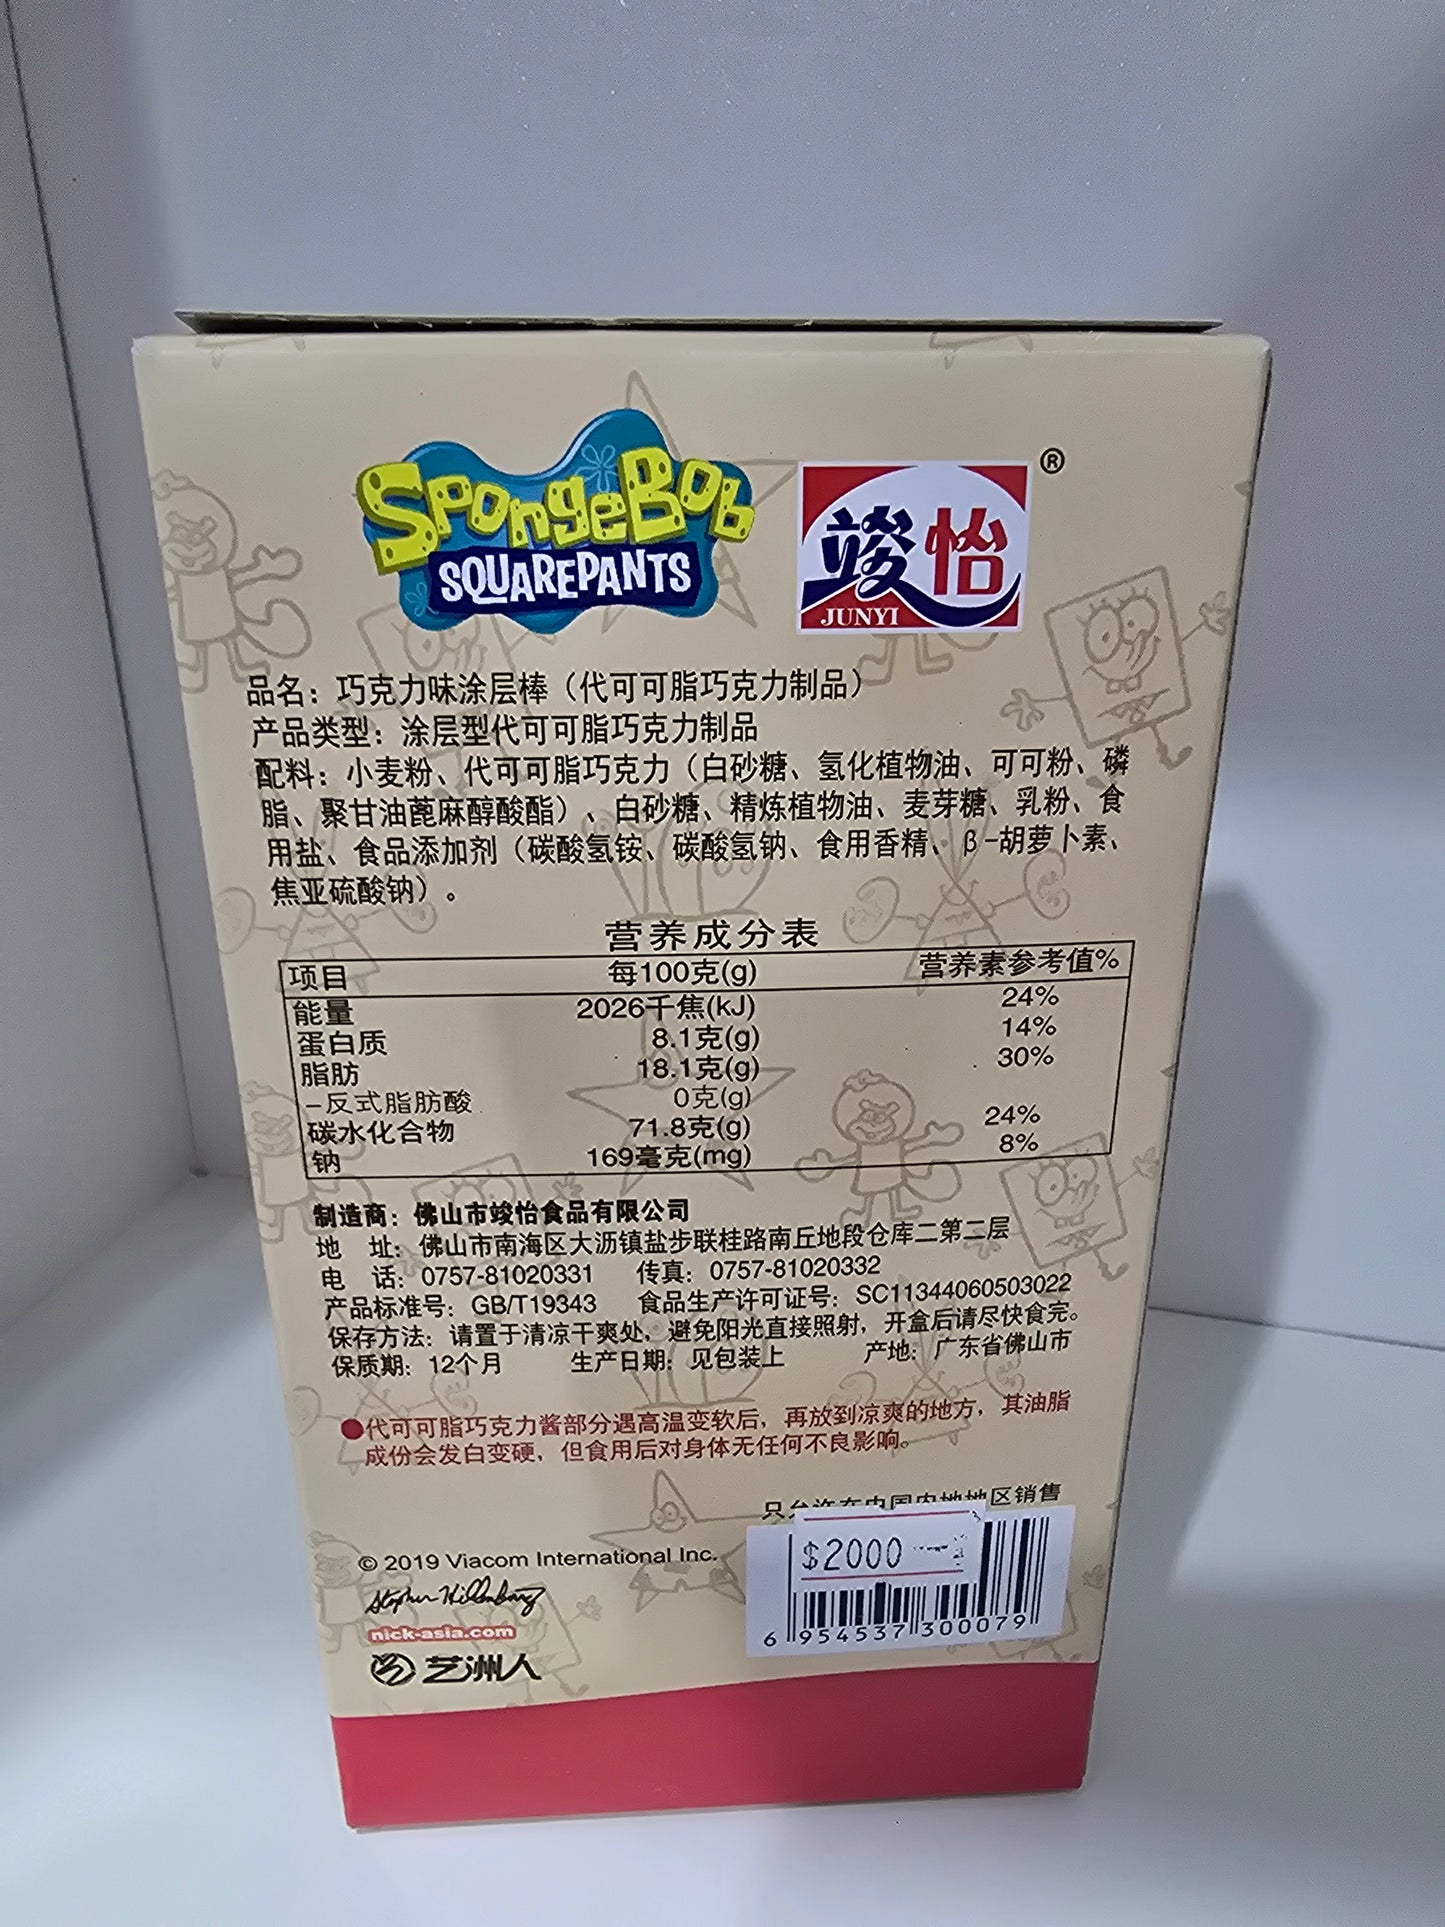 SpongeBob
SQUAREPANTS
竣怡
JUNYI
®
品名：巧克力味涂层棒（代可可脂巧克力制品）
产品类型：涂层型代可可脂巧克力制品
配料：小麦粉、代可可脂巧克力（白砂糖、氢化植物油、可可粉、磷
脂、聚甘油蓖麻醇酸酯）、白砂糖、精炼植物油、麦芽糖、乳粉、食
用盐、食品添加剂（碳酸氢铵、碳酸氢钠、食用香精、β-胡萝卜素、
焦亚硫酸钠）。
营养成分表
项目 每100克(g) 营养素参考值%
能量 2026千焦(kJ) 24%
蛋白质 8.1克(g) 14%
脂肪 18.1克(g) 30%
-反式脂肪酸 0克(g)
碳水化合物 71.8克(g) 24%
钠 169毫克(mg) 8%
制造商：佛山市竣怡食品有限公司
地 址：佛山市南海区大沥镇盐步联桂路南丘地段仓库二第二层
电 话：0757-81020331 传真：0757-81020332
产品标准号：GB/T19343 食品生产许可证号：SC11344060503022
保存方法：请置于清凉干爽处，避免阳光直接照射，开盒后请尽快食完。
保质期：12个月 生产日期：见包装上 产地：广东省佛山市
●代可可脂巧克力酱部分遇高温变软后，再放到凉爽的地方，其油脂
成份会发白变硬，但食用后对身体无任何不良影响。
只允许在中国内地地区销售
$2000
6 954537 300079
© 2019 Viacom International Inc.
Stephen Hillenburg
nick-asia.com
艺洲人